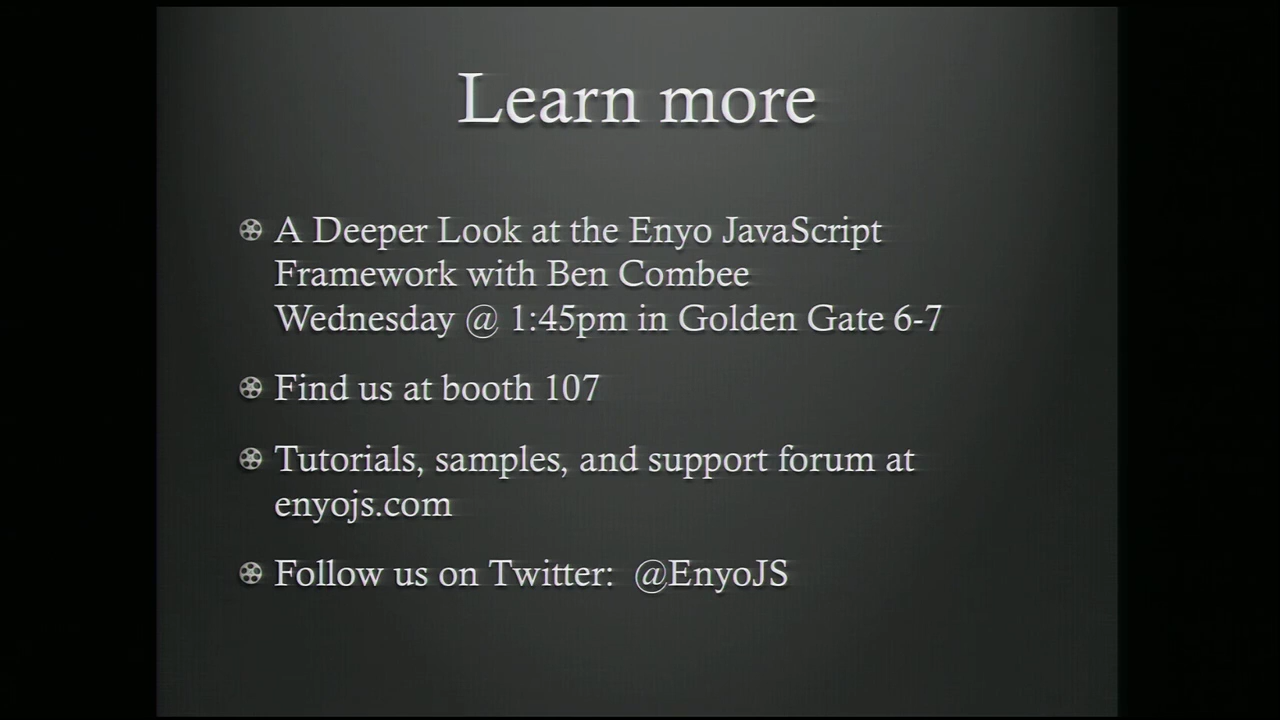 Learn more
A Deeper Look at the Enyo JavaScript
Framework with Ben Combee
Wednesday @ 1:45pm in Golden Gate 6-7
Find us at booth 107
Tutorials, samples, and support forum at
enyojs.com
Follow us on Twitter:  @EnyoJS